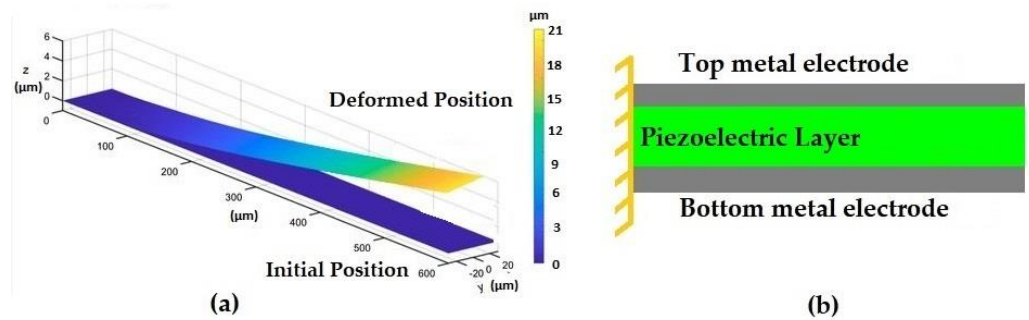 μm
21
18
15
12
9
6
3
0
6
4
2
0
z
(μm)
0
100
200
300
400
500
600
(μm)
-20
0
20
y
(μm)
Deformed Position
Initial Position
(a)
Top metal electrode
Piezoelectric Layer
Bottom metal electrode
(b)